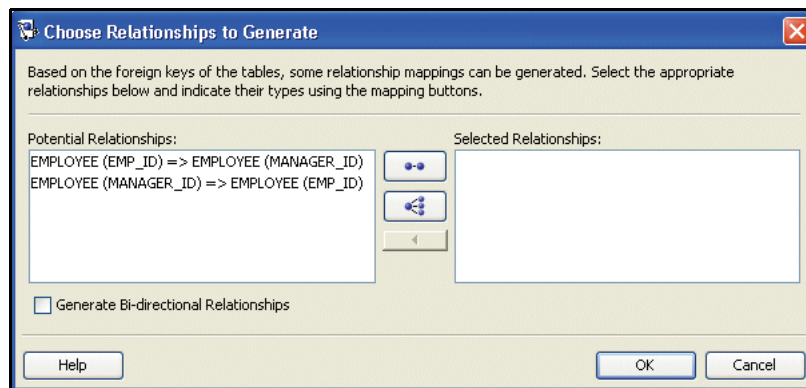 Choose Relationships to Generate
Based on the foreign keys of the tables, some relationship mappings can be generated. Select the appropriate
relationships below and indicate their types using the mapping buttons.
Potential Relationships:
Selected Relationships:
EMPLOYEE (EMP_ID) => EMPLOYEE (MANAGER_ID)
EMPLOYEE (MANAGER_ID) => EMPLOYEE (EMP_ID)
Generate Bi-directional Relationships
Help
OK
Cancel